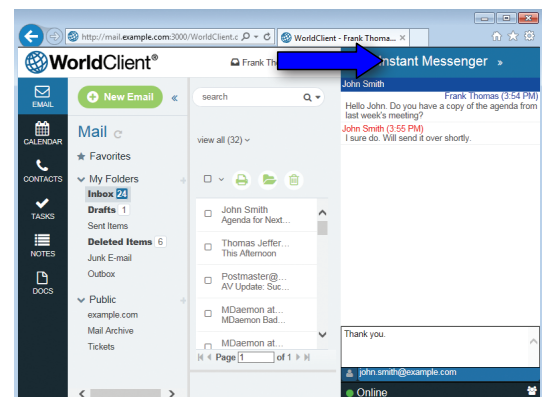 http://mail.example.com:3000/WorldClient.c
WorldClient - Frank Thoma...
WorldClient®
Frank Th
Instant Messenger »
EMAIL
CALENDAR
CONTACTS
TASKS
NOTES
DOCS
New Email
«
Mail
Favorites
My Folders
Inbox 24
Drafts 1
Sent Items
Deleted Items 6
Junk E-mail
Outbox
Public
example.com
Mail Archive
Tickets
search
view all (32)
John Smith
Agenda for Next...
Thomas Jeffer...
This Afternoon
Postmaster@...
AV Update: Suc...
MDaemon at...
MDaemon Bad...
MDaemon at...
Page 1 of 1
John Smith
Frank Thomas (3:54 PM)
Hello John. Do you have a copy of the agenda from
last week's meeting?
John Smith (3:55 PM)
I sure do. Will send it over shortly.
Thank you.
john.smith@example.com
Online